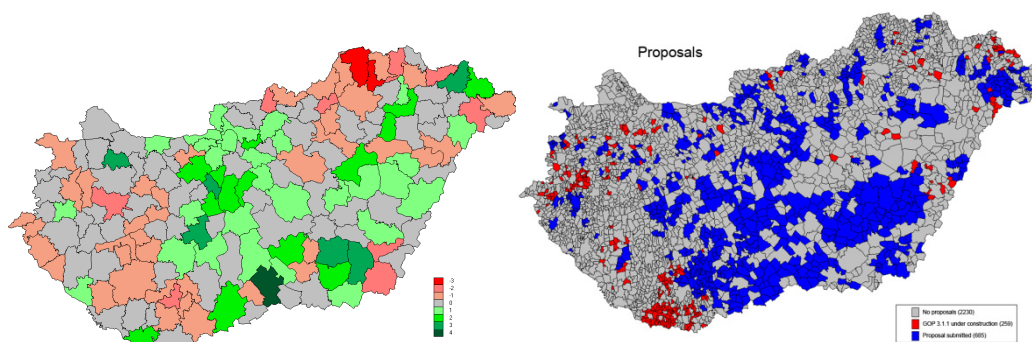 Proposals
-3
-2
-1
0
1
2
3
4
No proposals (2230)
GOP 3.1.1 under construction (259)
Proposal submitted (685)